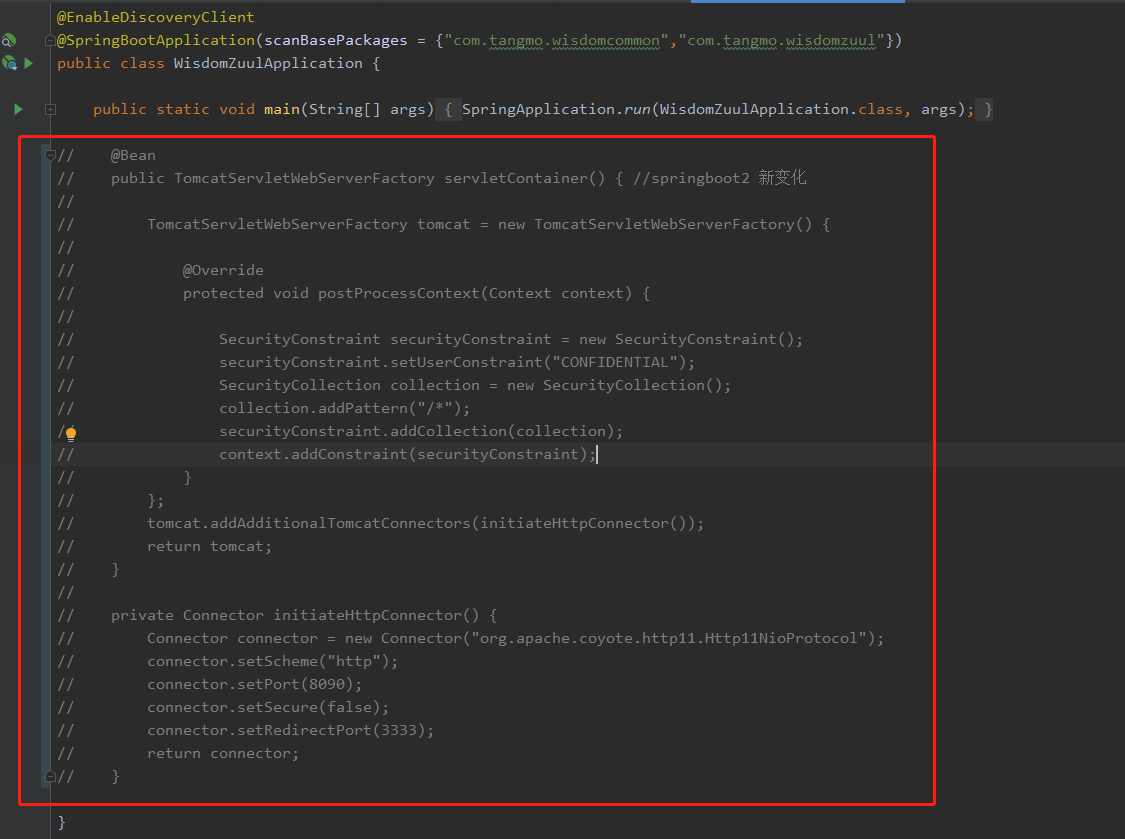 @EnableDiscoveryClient
@SpringBootApplication(scanBasePackages = {"com.tangmo.wisdomcommon","com.tangmo.wisdomzuul"})
public class WisdomZuulApplication {
public static void main(String[] args) { SpringApplication.run(WisdomZuulApplication.class, args); }
//    @Bean
//    public TomcatServletWebServerFactory servletContainer() { //springboot2 新变化
//
//        TomcatServletWebServerFactory tomcat = new TomcatServletWebServerFactory() {
//
//            @Override
//            protected void postProcessContext(Context context) {
//
//                SecurityConstraint securityConstraint = new SecurityConstraint();
//                securityConstraint.setUserConstraint("CONFIDENTIAL");
//                SecurityCollection collection = new SecurityCollection();
//                collection.addPattern("/*");
/                securityConstraint.addCollection(collection);
//                context.addConstraint(securityConstraint);
//            }
//        };
//        tomcat.addAdditionalTomcatConnectors(initiateHttpConnector());
//        return tomcat;
//    }
//
//    private Connector initiateHttpConnector() {
//        Connector connector = new Connector("org.apache.coyote.http11.Http11NioProtocol");
//        connector.setScheme("http");
//        connector.setPort(8090);
//        connector.setSecure(false);
//        connector.setRedirectPort(3333);
//        return connector;
//    }
}